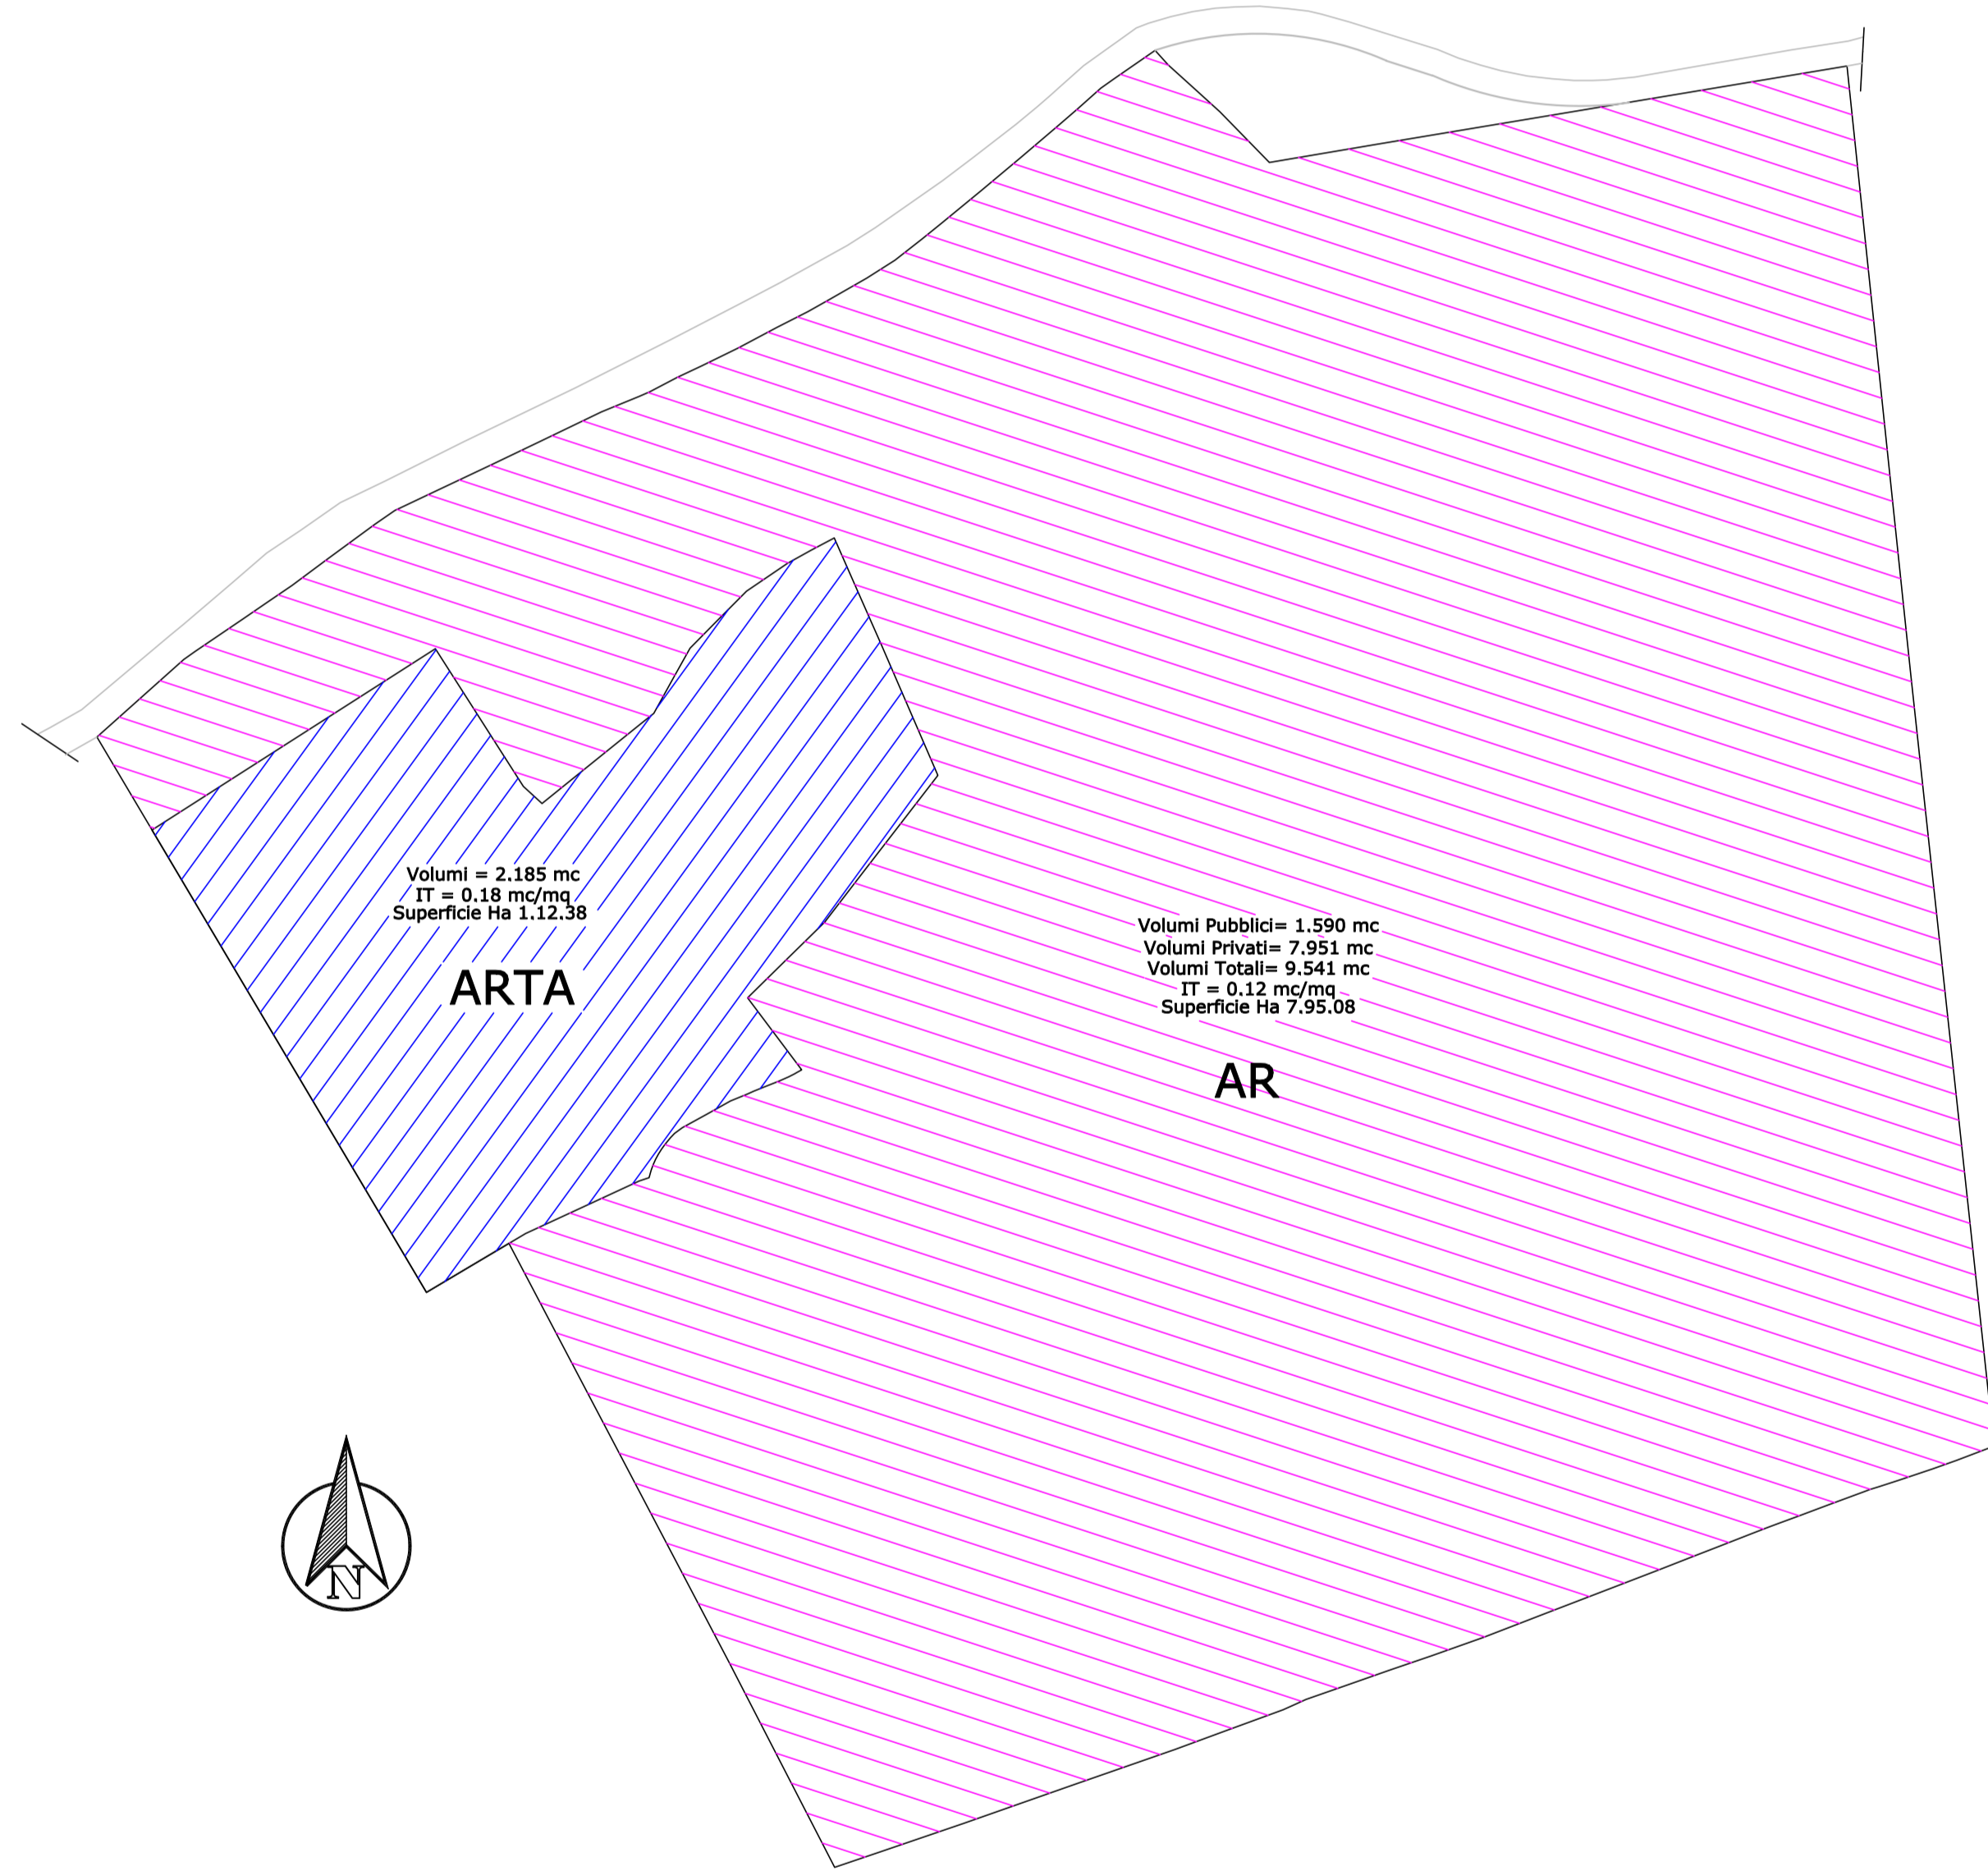 Volumi = 2.185 mc
IT = 0.18 mc/mq
Superficie Ha 1.12.38
ARTA
Volumi Pubblici= 1.590 mc
Volumi Privati= 7.951 mc
Volumi Totali= 9.541 mc
IT = 0.12 mc/mq
Superficie Ha 7.95.08
AR
N